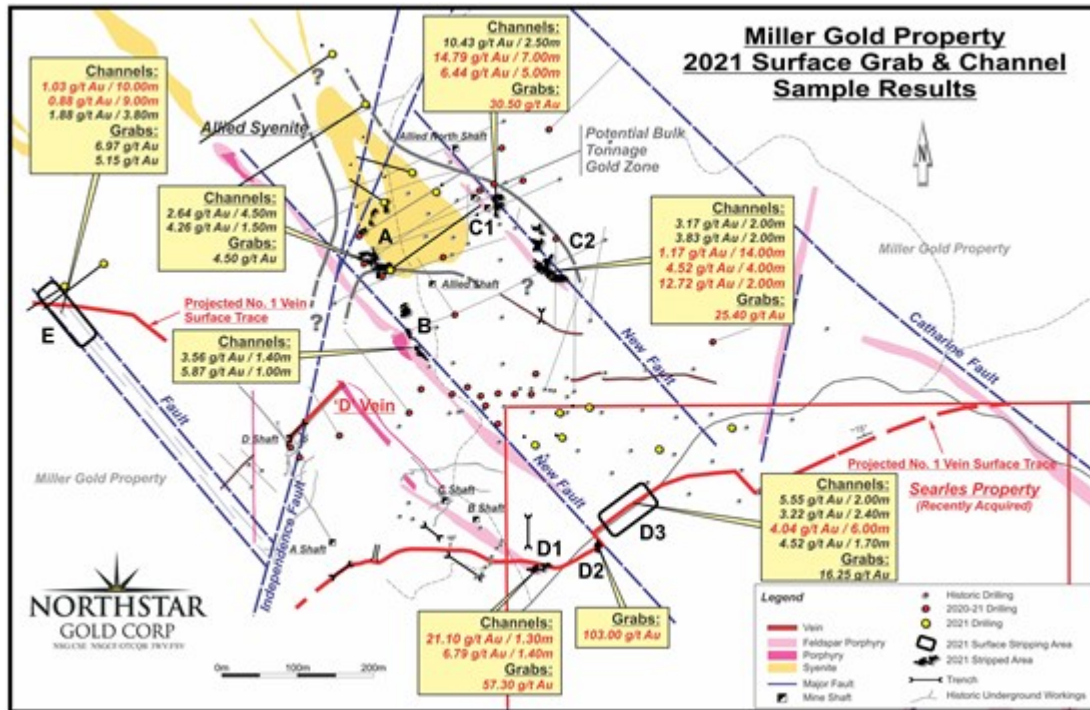 Miller Gold Property
2021 Surface Grab & Channel
Sample Results
N
Channels:
1.03 g/t Au / 10.00m
0.88 g/t Au / 9.00m
1.88 g/t Au / 3.80m
Grabs:
6.97 g/t Au
5.15 g/t Au
Channels:
10.43 g/t Au / 2.50m
14.79 g/t Au / 7.00m
6.44 g/t Au / 5.00m
Grabs:
30.50 g/t Au
?
Allied Syenite
Allied North Shaft
Potential Bulk
Tonnage
Gold Zone
Channels:
2.64 g/t Au / 4.50m
4.26 g/t Au / 1.50m
Grabs:
4.50 g/t Au
A
C1
C2
Channels:
3.17 g/t Au / 2.00m
3.83 g/t Au / 2.00m
1.17 g/t Au / 14.00m
4.52 g/t Au / 4.00m
12.72 g/t Au / 2.00m
Grabs:
25.40 g/t Au
Miller Gold Property
Allied Shaft
?
?
E
Projected No. 1 Vein
Surface Trace
B
Channels:
3.56 g/t Au / 1.40m
5.87 g/t Au / 1.00m
New Fault
Catharine Fault
Fault
'D' Vein
D Shaft
Miller Gold Property
Independence Fault
C Shaft
B Shaft
A Shaft
New Fault
~15°
Projected No. 1 Vein Surface Trace
Searles Property
(Recently Acquired)
D1
D2
D3
Channels:
5.55 g/t Au / 2.00m
3.22 g/t Au / 2.40m
4.04 g/t Au / 6.00m
4.52 g/t Au / 1.70m
Grabs:
16.25 g/t Au
Channels:
21.10 g/t Au / 1.30m
6.79 g/t Au / 1.40m
Grabs:
57.30 g/t Au
Grabs:
103.00 g/t Au
NORTHSTAR
GOLD CORP
NSG:CSE NSGCF:OTCQB
0m 100m 200m
Legend
Vein
Feldspar Porphyry
Porphyry
Syenite
Major Fault
Mine Shaft
Historic Drilling
2020-21 Drilling
2021 Drilling
2021 Surface Stripping Area
2021 Stripped Area
Trench
Historic Underground Workings